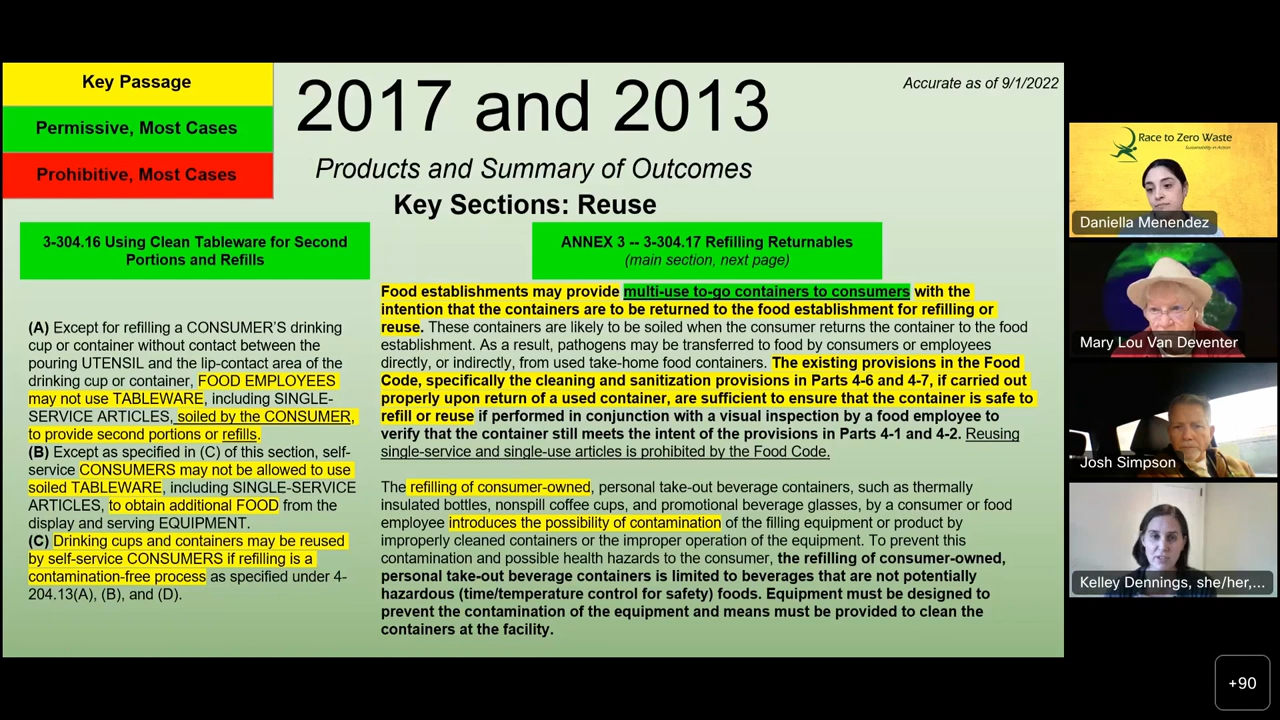 Key Passage
Permissive, Most Cases
Prohibitive, Most Cases
2017 and 2013
Accurate as of 9/1/2022
Products and Summary of Outcomes
Key Sections: Reuse
3-304.16 Using Clean Tableware for Second
Portions and Refills
(A) Except for refilling a CONSUMER'S drinking
cup or container without contact between the
pouring UTENSIL and the lip-contact area of the
drinking cup or container, FOOD EMPLOYEES
may not use TABLEWARE, including SINGLE-
SERVICE ARTICLES, soiled by the CONSUMER,
to provide second portions or refills.
(B) Except as specified in (C) of this section, self-
service CONSUMERS may not be allowed to use
soiled TABLEWARE, including SINGLE-SERVICE
ARTICLES, to obtain additional FOOD from the
display and serving EQUIPMENT.
(C) Drinking cups and containers may be reused
by self-service CONSUMERS if refilling is a
contamination-free process as specified under 4-
204.13(A), (B), and (D).
ANNEX 3 -- 3-304.17 Refilling Returnables
(main section, next page)
Food establishments may provide multi-use to-go containers to consumers with the
intention that the containers are to be returned to the food establishment for refilling or
reuse. These containers are likely to be soiled when the consumer returns the container to the food
establishment. As a result, pathogens may be transferred to food by consumers or employees
directly, or indirectly, from used take-home food containers. The existing provisions in the Food
Code, specifically the cleaning and sanitization provisions in Parts 4-6 and 4-7, if carried out
properly upon return of a used container, are sufficient to ensure that the container is safe to
refill or reuse if performed in conjunction with a visual inspection by a food employee to
verify that the container still meets the intent of the provisions in Parts 4-1 and 4-2. Reusing
single-service and single-use articles is prohibited by the Food Code.
The refilling of consumer-owned, personal take-out beverage containers, such as thermally
insulated bottles, nonspill coffee cups, and promotional beverage glasses, by a consumer or food
employee introduces the possibility of contamination of the filling equipment or product by
improperly cleaned containers or the improper operation of the equipment. To prevent this
contamination and possible health hazards to the consumer, the refilling of consumer-owned,
personal take-out beverage containers is limited to beverages that are not potentially
hazardous (time/temperature control for safety) foods. Equipment must be designed to
prevent the contamination of the equipment and means must be provided to clean the
containers at the facility.
Race to Zero Waste
Sustainability in Action
Daniella Menendez
Mary Lou Van Deventer
Josh Simpson
Kelley Dennings, she/her,...
+90